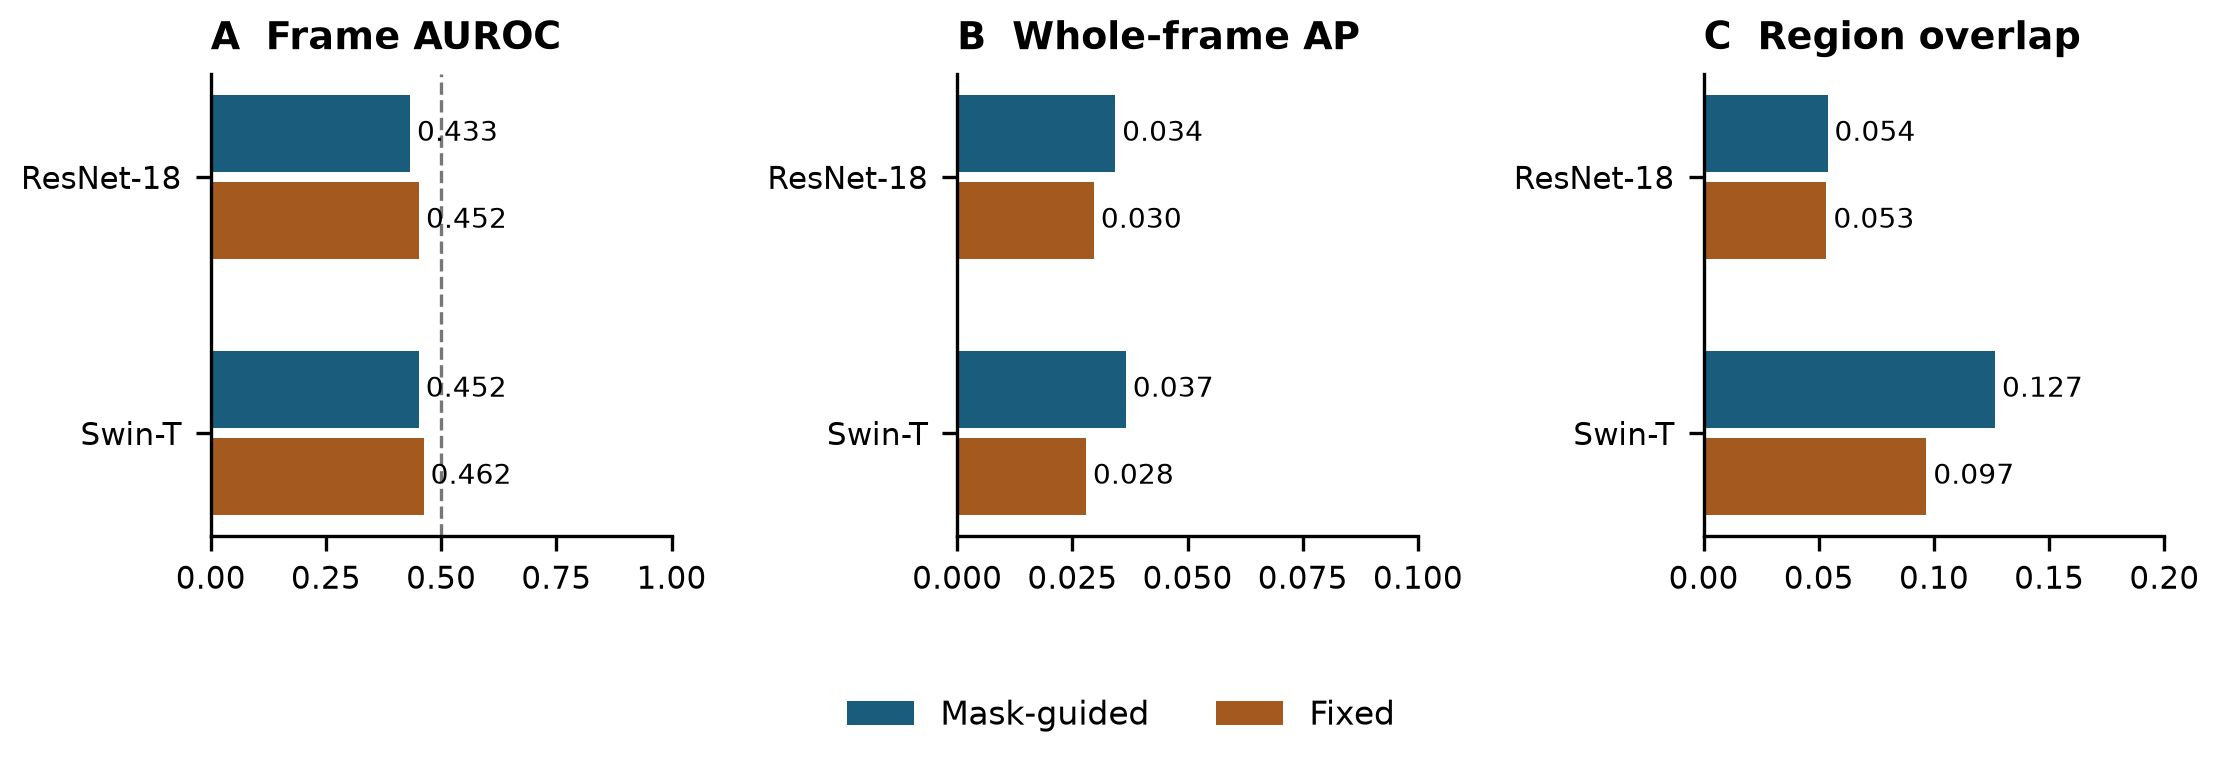 A Frame AUROC
ResNet-18
0.433
0.452
Swin-T
0.452
0.462
0.00 0.25 0.50 0.75 1.00
B Whole-frame AP
ResNet-18
0.034
0.030
Swin-T
0.037
0.028
0.000 0.025 0.050 0.075 0.100
C Region overlap
ResNet-18
0.054
0.053
Swin-T
0.127
0.097
0.00 0.05 0.10 0.15 0.20
Mask-guided Fixed